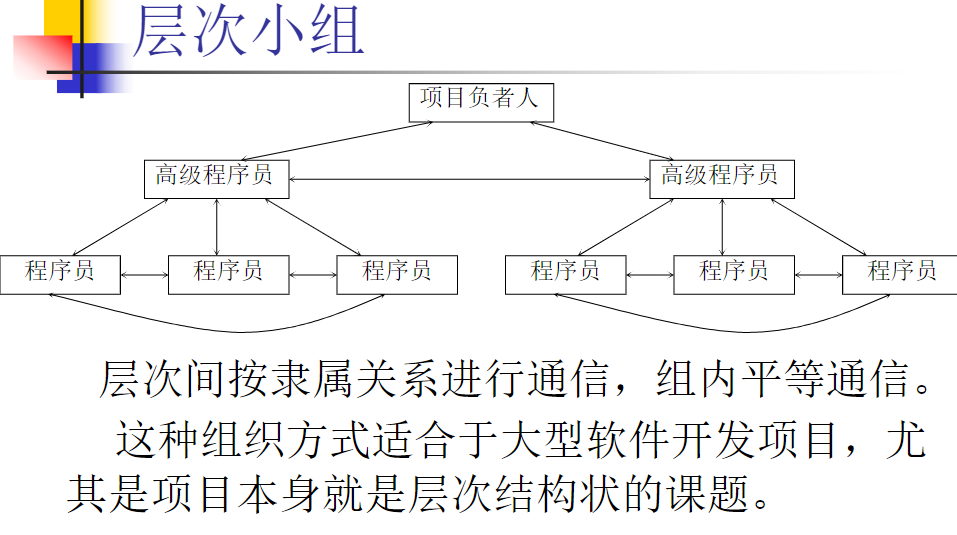 层次小组
项目负者人
高级程序员 高级程序员
程序员 程序员 程序员 程序员 程序员 程序员
层次间按隶属关系进行通信，组内平等通信。
这种组织方式适合于大型软件开发项目，尤
其是项目本身就是层次结构状的课题。